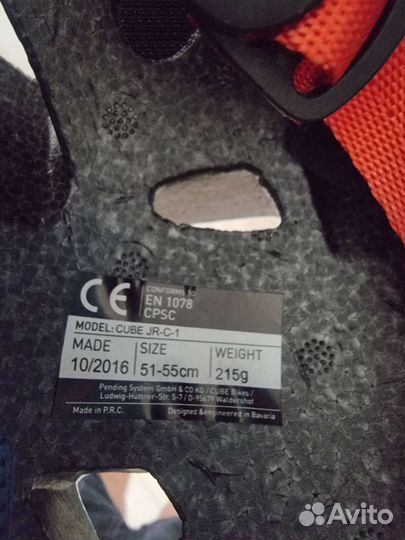 CE
CONFORMS TO
EN 1078
CPSC
MODEL: CUBE JR-C-1
MADE SIZE WEIGHT
10/2016 51-55cm 215g
Pending System GmbH & CO KG / CUBE Bikes /
Ludwig-Hüttner-Str. 5-7 / D-95679 Waldershof
Made in P.R.C. Designed & engineered in Bavaria
Avito